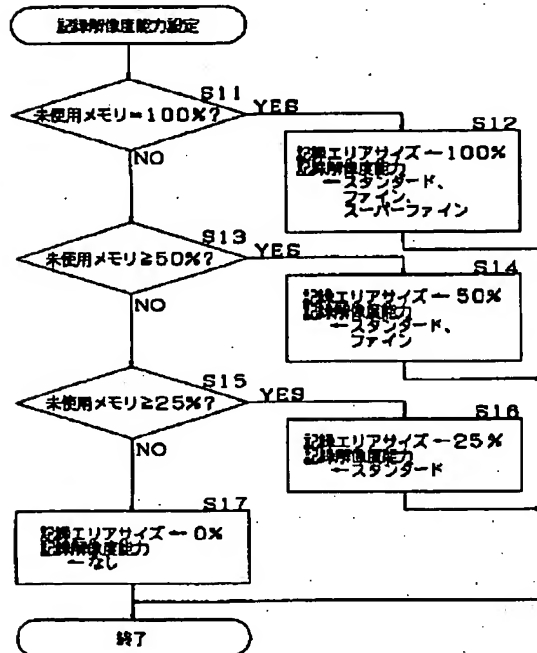 記録解像度能力設定
S11
未使用メモリ=100%?
YES
NO
S12
記録エリアサイズ←100%
記録解像度能力
←スタンダード、
ファイン、
スーパーファイン
S13
未使用メモリ≧50%?
YES
NO
S14
記録エリアサイズ←50%
記録解像度能力
←スタンダード、
ファイン
S15
未使用メモリ≧25%?
YES
NO
S16
記録エリアサイズ←25%
記録解像度能力
←スタンダード
S17
記録エリアサイズ←0%
記録解像度能力
←なし
終了